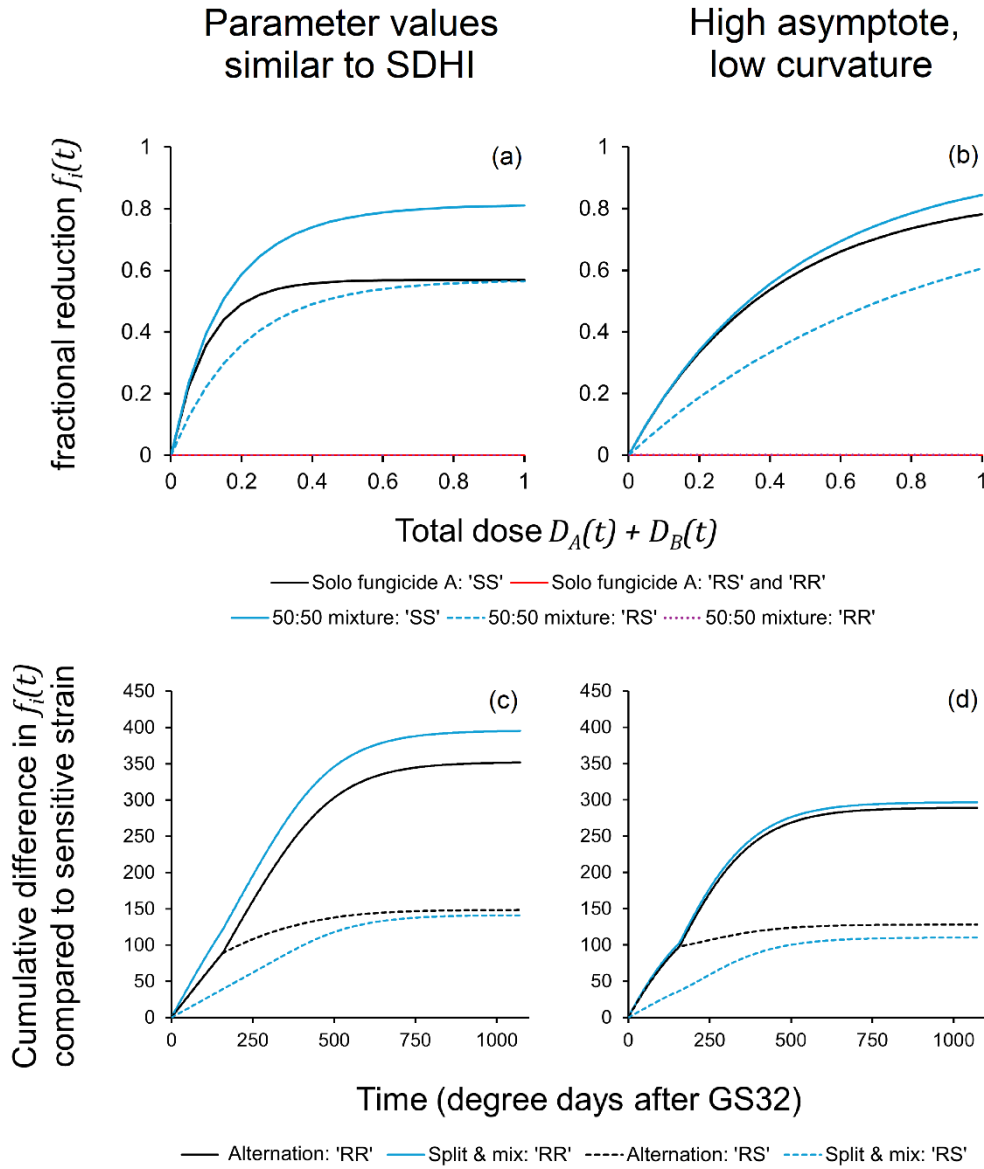 Parameter values
similar to SDHI
High asymptote,
low curvature
fractional reduction fi(t)
(a)
1
0.8
0.6
0.4
0.2
0
0 0.2 0.4 0.6 0.8 1
(b)
1
0.8
0.6
0.4
0.2
0
0 0.2 0.4 0.6 0.8 1
Total dose DA(t) + DB(t)
Solo fungicide A: 'SS' Solo fungicide A: 'RS' and 'RR'
50:50 mixture: 'SS' 50:50 mixture: 'RS' 50:50 mixture: 'RR'
Cumulative difference in fi(t)
compared to sensitive strain
(c)
450
400
350
300
250
200
150
100
50
0
0 250 500 750 1000
(d)
450
400
350
300
250
200
150
100
50
0
0 250 500 750 1000
Time (degree days after GS32)
Alternation: 'RR' Split & mix: 'RR' Alternation: 'RS' Split & mix: 'RS'